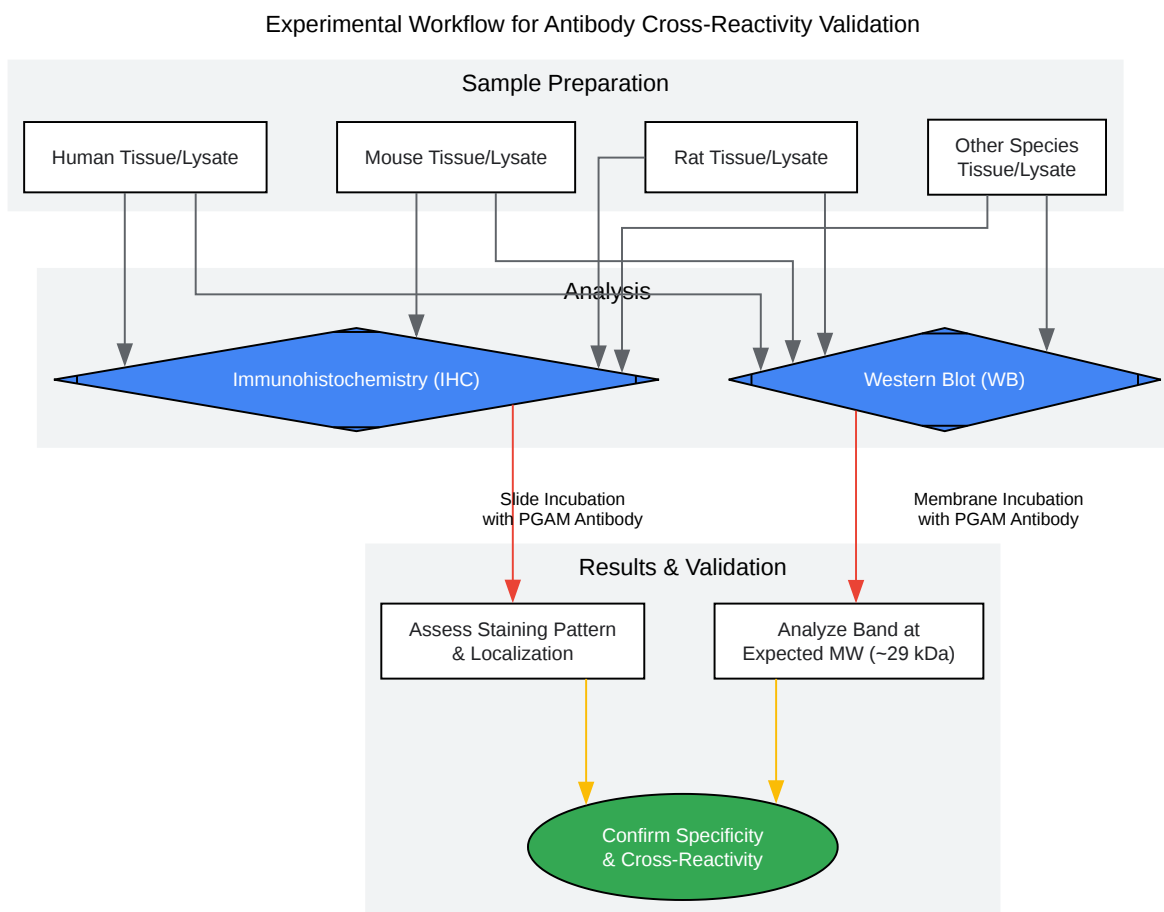 Experimental Workflow for Antibody Cross-Reactivity Validation
Sample Preparation
Human Tissue/Lysate
Mouse Tissue/Lysate
Rat Tissue/Lysate
Other Species
Tissue/Lysate
Analysis
Immunohistochemistry (IHC)
Western Blot (WB)
Slide Incubation
with PGAM Antibody
Membrane Incubation
with PGAM Antibody
Results & Validation
Assess Staining Pattern
& Localization
Analyze Band at
Expected MW (~29 kDa)
Confirm Specificity
& Cross-Reactivity